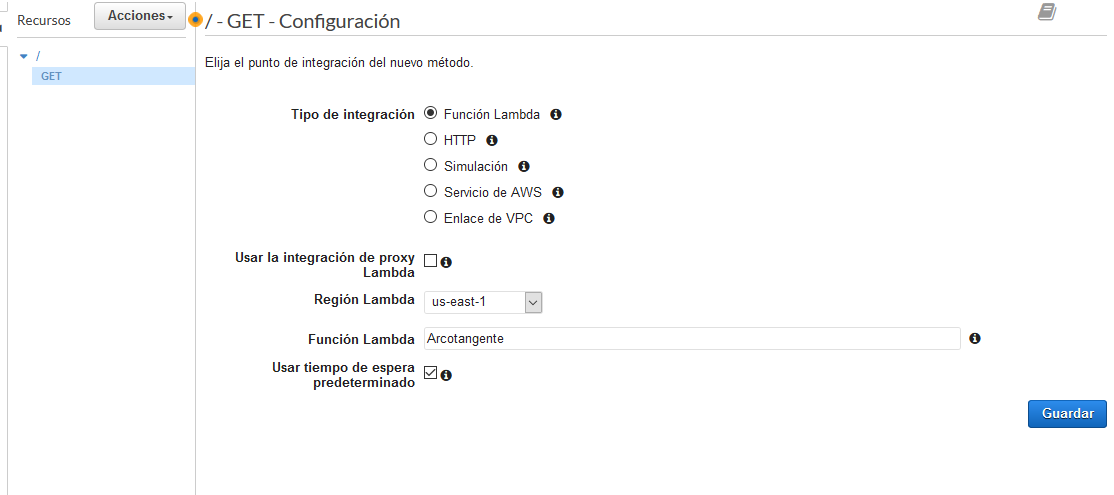 Recursos
Acciones
/ - GET - Configuración
/
GET
Elija el punto de integración del nuevo método.
Tipo de integración
Función Lambda
HTTP
Simulación
Servicio de AWS
Enlace de VPC
Usar la integración de proxy
Lambda
Región Lambda
us-east-1
Función Lambda
Arcotangente
Usar tiempo de espera
predeterminado
Guardar